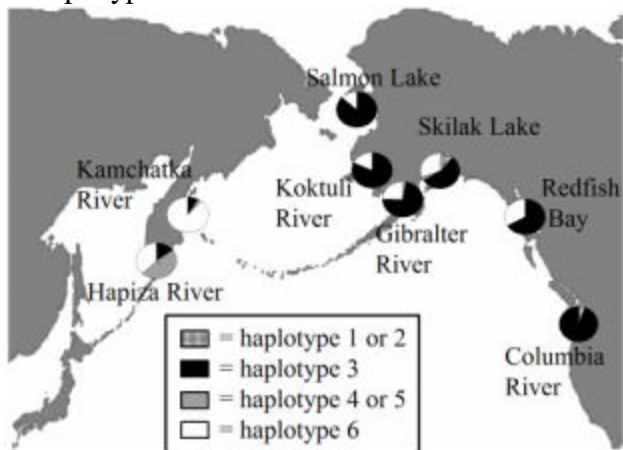 Salmon Lake
Skilak Lake
Kamchatka
River
Koktuli
River
Redfish
Bay
Gibralter
River
Hapiza River
Columbia
River
= haplotype 1 or 2
= haplotype 3
= haplotype 4 or 5
= haplotype 6